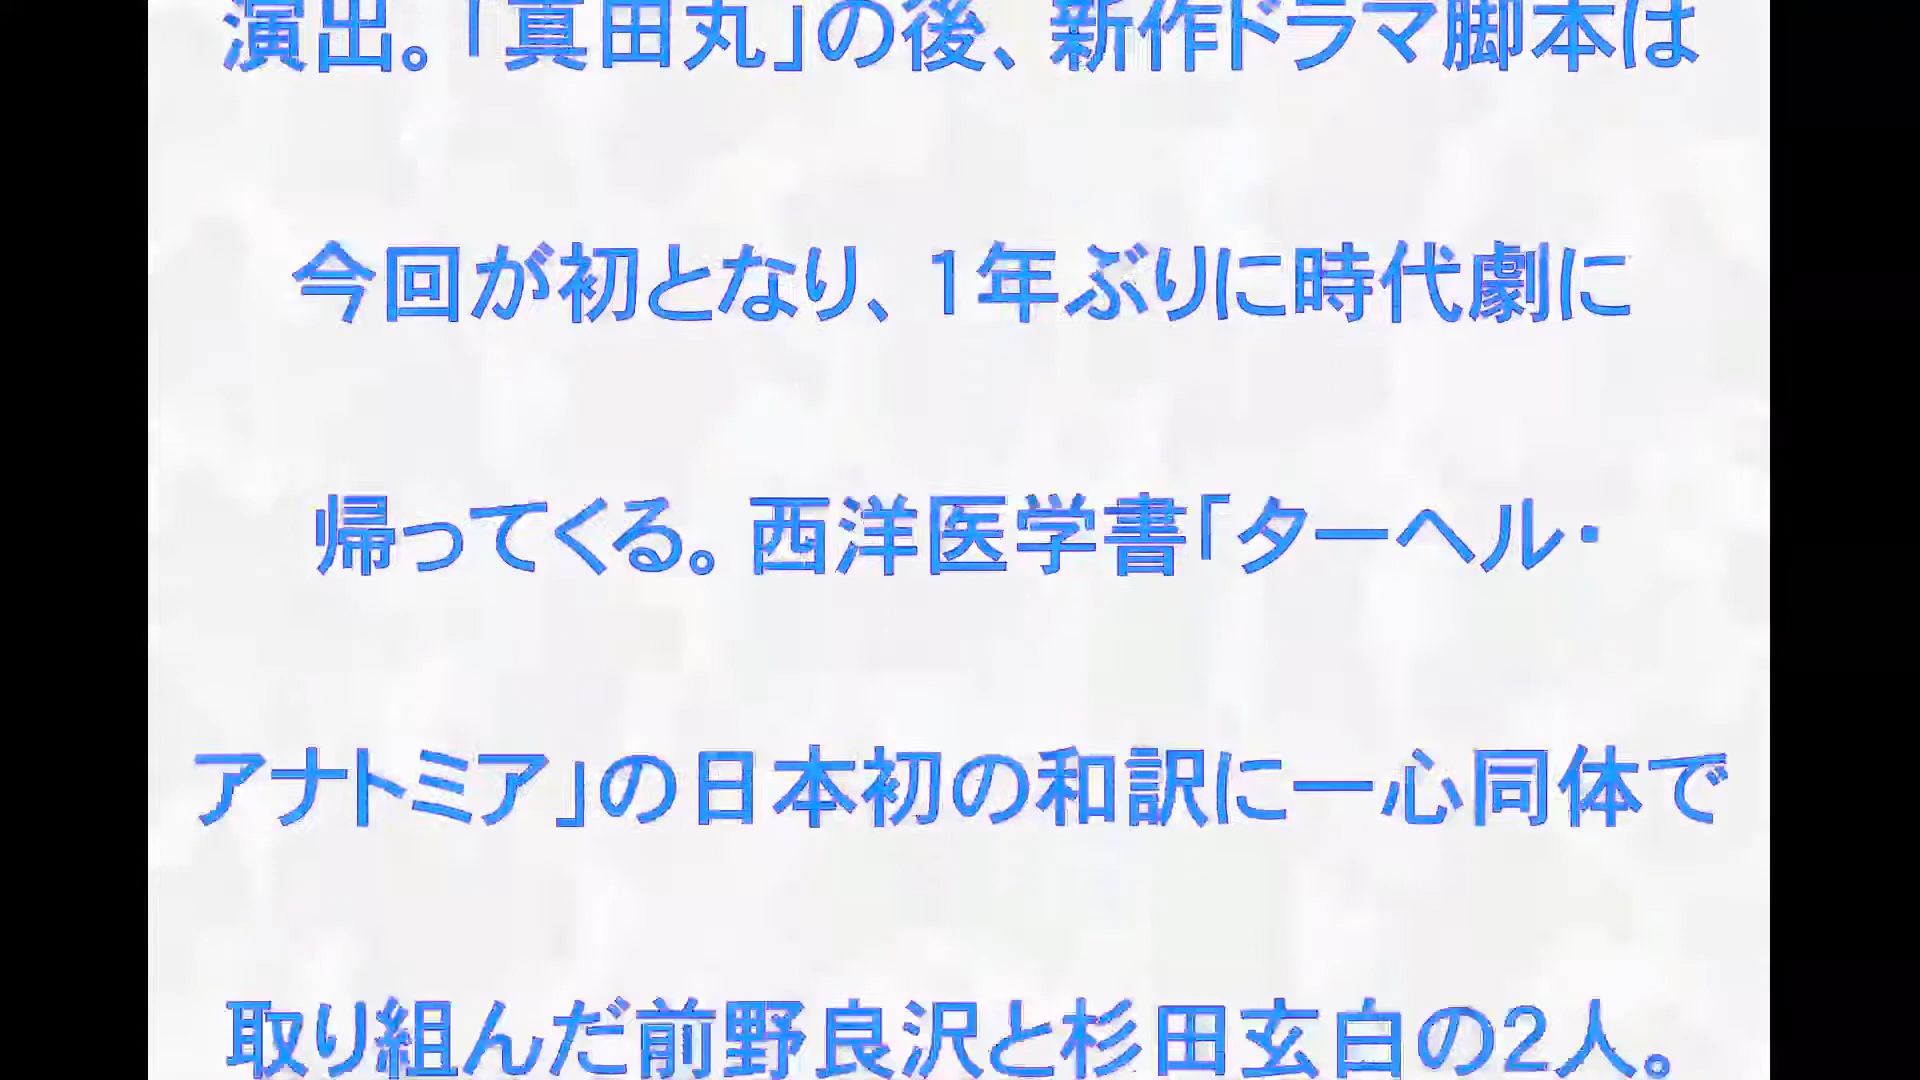 演出。「真田丸」の後、新作ドラマ脚本は
今回が初となり、1年ぶりに時代劇に
帰ってくる。西洋医学書「ターヘル・
アナトミア」の日本初の和訳に一心同体で
取り組んだ前野良沢と杉田玄白の2人。